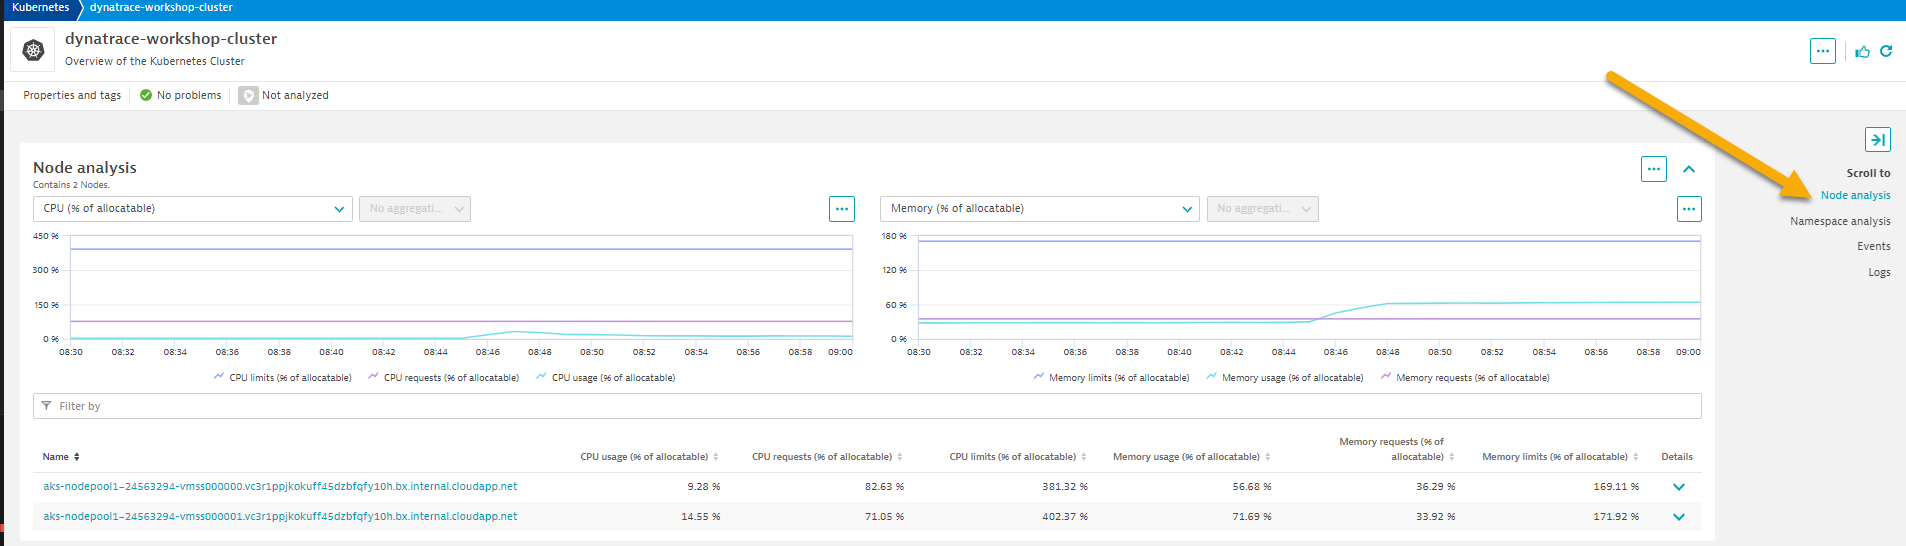 Kubernetes dynatrace-workshop-cluster
dynatrace-workshop-cluster
Overview of the Kubernetes Cluster
Properties and tags No problems Not analyzed
Node analysis
Contains 2 Nodes.
CPU (% of allocatable) No aggregati...
450 %
300 %
150 %
0 %
08:30 08:32 08:34 08:36 08:38 08:40 08:42 08:44 08:46 08:48 08:50 08:52 08:54 08:56 08:58 09:00
CPU limits (% of allocatable) CPU requests (% of allocatable) CPU usage (% of allocatable)
Memory (% of allocatable) No aggregati...
180 %
120 %
60 %
0 %
08:30 08:32 08:34 08:36 08:38 08:40 08:42 08:44 08:46 08:48 08:50 08:52 08:54 08:56 08:58 09:00
Memory limits (% of allocatable) Memory usage (% of allocatable) Memory requests (% of allocatable)
Filter by
Name CPU usage (% of allocatable) CPU requests (% of allocatable) CPU limits (% of allocatable) Memory usage (% of allocatable) Memory requests (% of
allocatable) Memory limits (% of allocatable) Details
aks-nodepool1-24563294-vmss000000.vc3r1ppjkokuff45dzbfqfy10h.bx.internal.cloudapp.net 9.28 % 82.63 % 381.32 % 56.68 % 36.29 % 169.11 %
aks-nodepool1-24563294-vmss000001.vc3r1ppjkokuff45dzbfqfy10h.bx.internal.cloudapp.net 14.55 % 71.05 % 402.37 % 71.69 % 33.92 % 171.92 %
Scroll to
Node analysis
Namespace analysis
Events
Logs